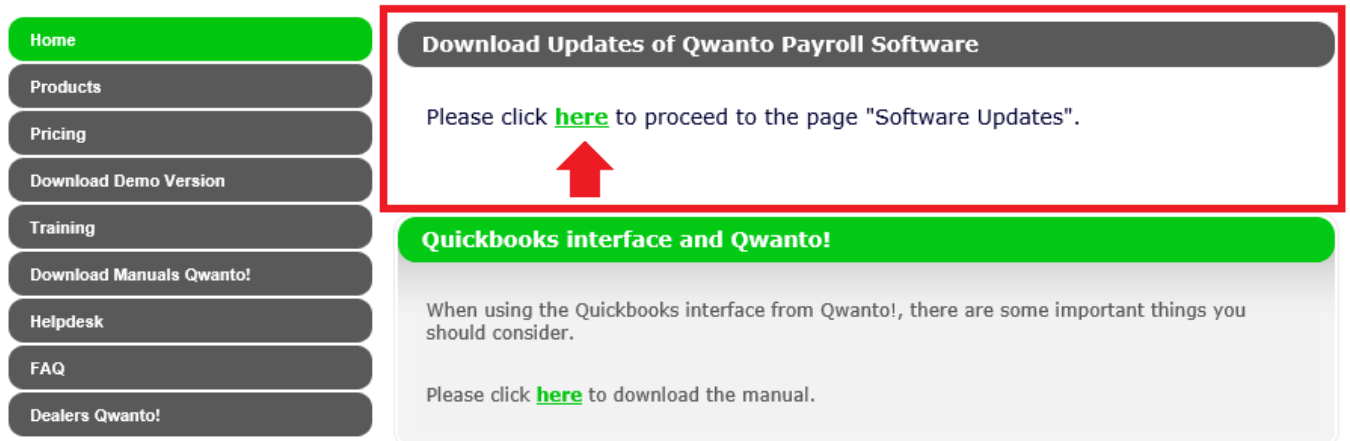 Home
Products
Pricing
Download Demo Version
Training
Download Manuals Qwanto!
Helpdesk
FAQ
Dealers Qwanto!
Download Updates of Qwanto Payroll Software
Please click here to proceed to the page "Software Updates".
Quickbooks interface and Qwanto!
When using the Quickbooks interface from Qwanto!, there are some important things you
should consider.
Please click here to download the manual.